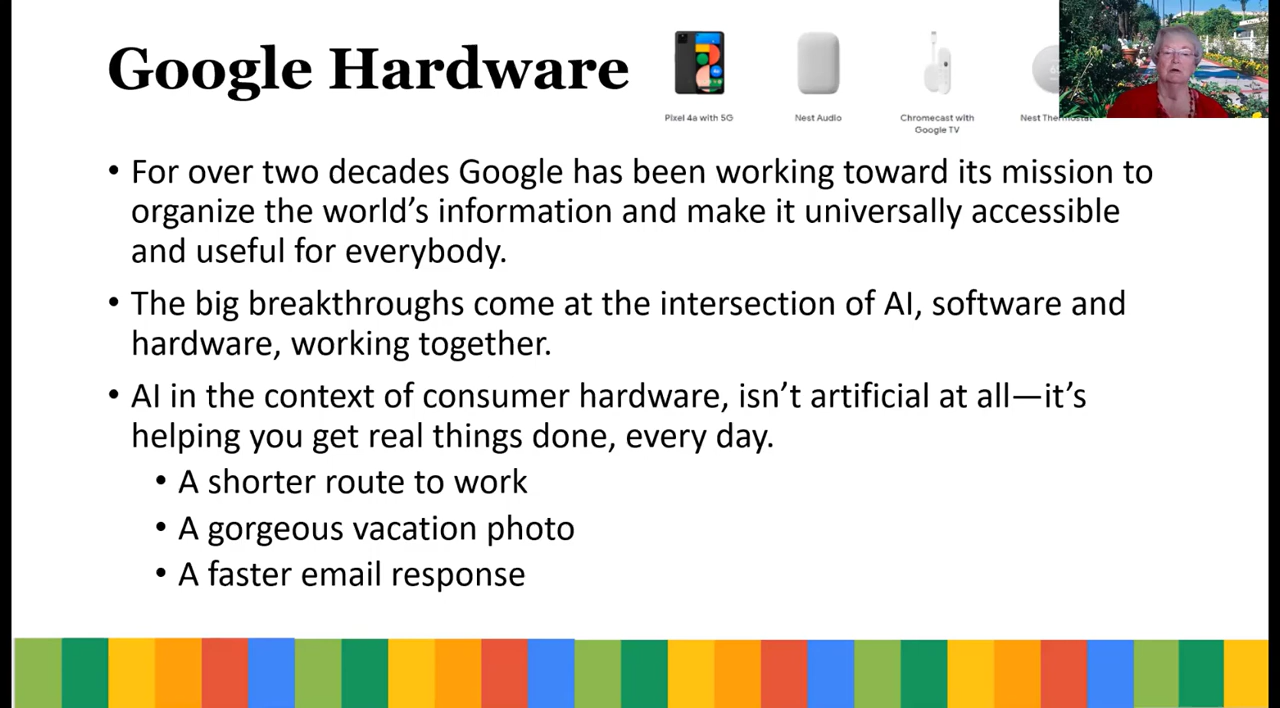 Google Hardware
Pixel 4a with 5G
Nest Audio
Chromecast with
Google TV
Nest Thermostat
• For over two decades Google has been working toward its mission to
organize the world’s information and make it universally accessible
and useful for everybody.
• The big breakthroughs come at the intersection of AI, software and
hardware, working together.
• AI in the context of consumer hardware, isn’t artificial at all—it’s
helping you get real things done, every day.
• A shorter route to work
• A gorgeous vacation photo
• A faster email response